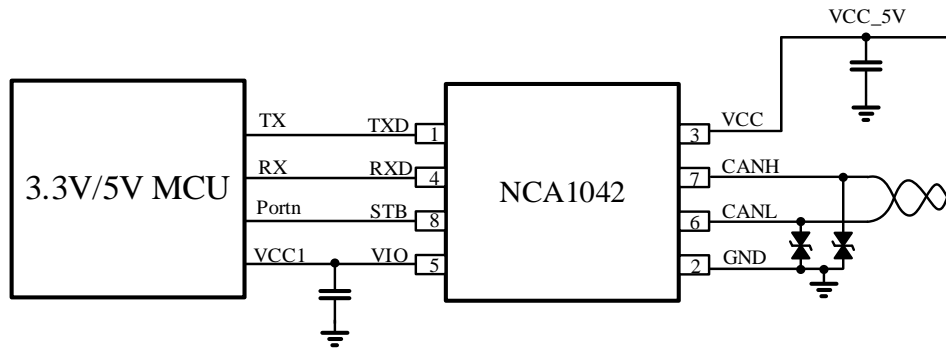 VCC_5V
TX TXD 1
3 VCC
RX RXD 4
7 CANH
3.3V/5V MCU
NCA1042
Portn STB 8
6 CANL
VCC1 VIO 5
2 GND